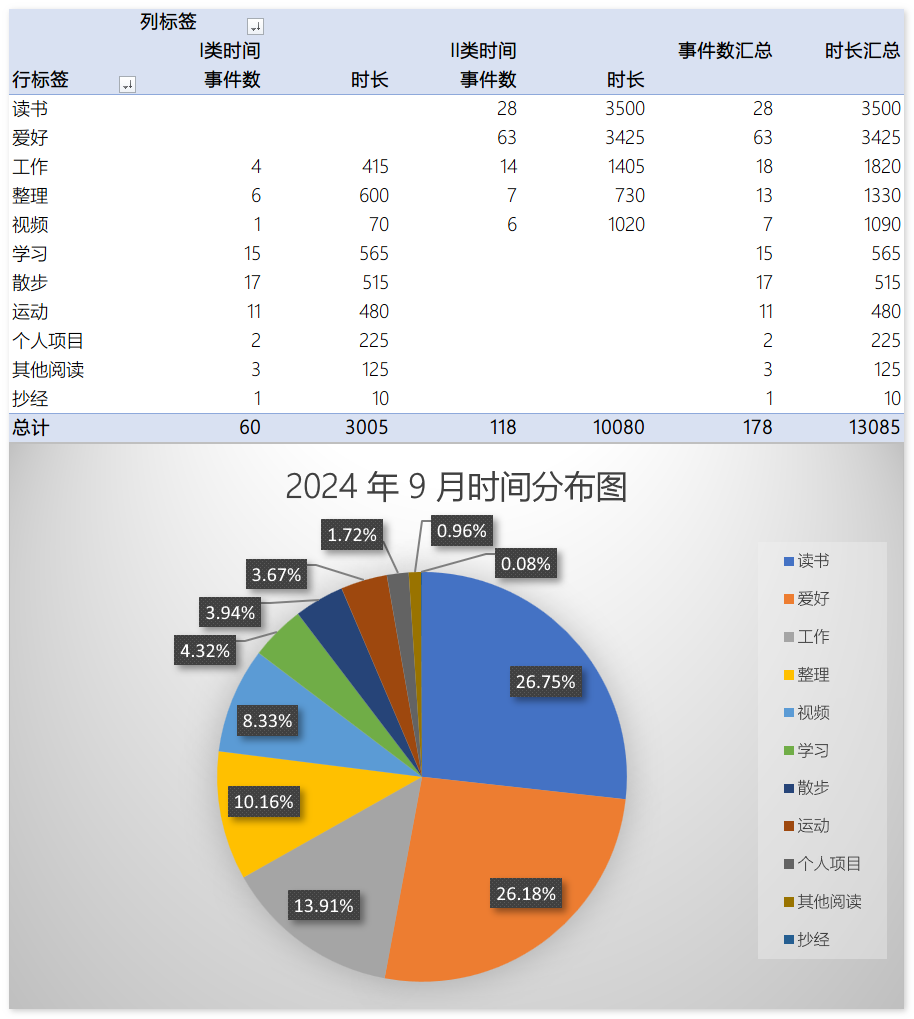 列标签
I类时间 II类时间 事件数汇总 时长汇总
行标签 事件数 时长 事件数 时长
读书 28 3500 28 3500
爱好 63 3425 63 3425
工作 4 415 14 1405 18 1820
整理 6 600 7 730 13 1330
视频 1 70 6 1020 7 1090
学习 15 565 15 565
散步 17 515 17 515
运动 11 480 11 480
个人项目 2 225 2 225
其他阅读 3 125 3 125
抄经 1 10 1 10
总计 60 3005 118 10080 178 13085
2024 年 9 月时间分布图
1.72%
0.96%
0.08%
3.67%
3.94%
4.32%
8.33%
10.16%
13.91%
26.18%
26.75%
读书
爱好
工作
整理
视频
学习
散步
运动
个人项目
其他阅读
抄经